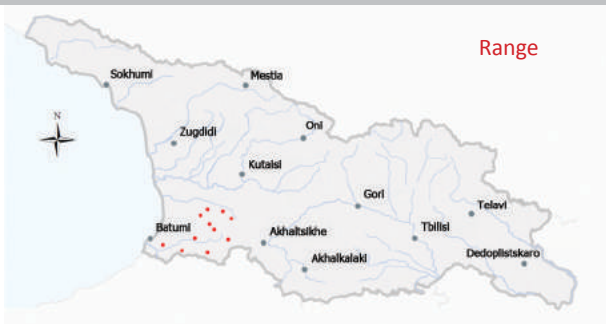 Range
Sokhumi
Mestia
N
Zugdidi
Oni
Kutaisi
Gori
Telavi
Batumi
Akhaltsikhe
Tbilisi
Dedoplistskaro
Akhalkalaki